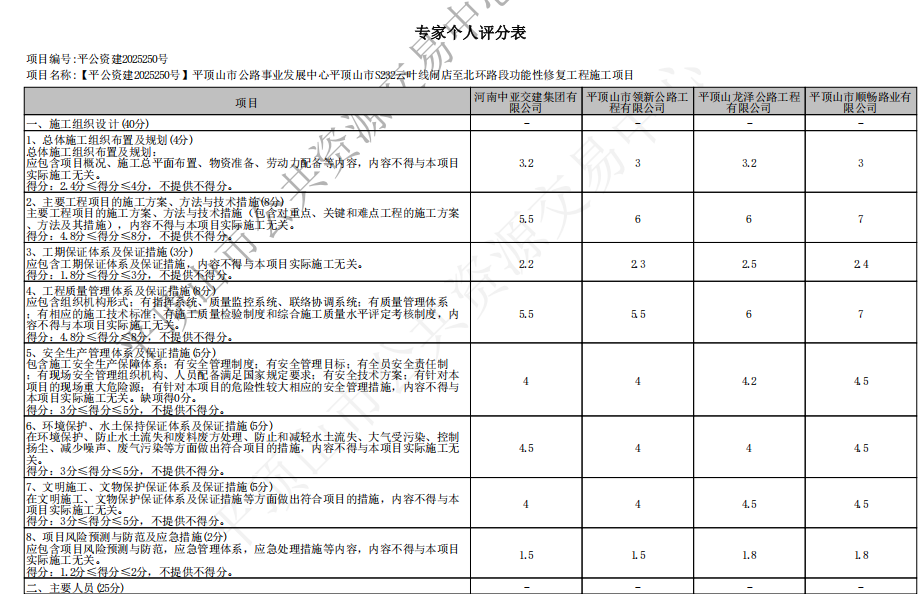 专家个人评分表
项目编号:平公资建2025250号
项目名称:【平公资建2025250号】平顶山市公路事业发展中心平顶山市S232云叶线闹店至北环路段功能性修复工程施工项目
项目 河南中亚交建集团有 平顶山市领新公路工 平顶山龙泽公路工程 平顶山市顺畅路业有
限公司 程有限公司 有限公司 限公司
一、施工组织设计(40分) - - - -
1、总体施工组织布置及规划(4分)
总体施工组织布置及规划:
应包含项目概况、施工总平面布置、物资准备、劳动力配备等内容，内容不得与本项目 3.2 3 3.2 3
实际施工无关。
得分: 2.4分≤得分≤4分，不提供不得分。
2、主要工程项目的施工方案、方法与技术措施(8分)
主要工程项目的施工方案、方法与技术措施（包含对重点、关键和难点工程的施工方案 5.5 6 6 7
、方法及其措施），内容不得与本项目实际施工无关。
得分: 4.8分≤得分≤8分，不提供不得分。
3、工期保证体系及保证措施(3分)
应包含工期保证体系及保证措施，内容不得与本项目实际施工无关。 2.2 2.3 2.5 2.4
得分: 1.8分≤得分≤3分，不提供不得分。
4、工程质量管理体系及保证措施(8分)
应包含组织机构形式；有指挥系统、质量监控系统、联络协调系统；有质量管理体系
；有相应的施工技术标准；有施工质量检验制度和综合施工质量水平评定考核制度，内 5.5 5.5 6 7
容不得与本项目实际施工无关。
得分: 4.8分≤得分≤8分，不提供不得分。
5、安全生产管理体系及保证措施(5分)
包含施工安全生产保障体系；有安全管理制度；有安全管理目标；有全员安全责任制
；有现场安全管理组织机构、人员配备满足国家规定要求；有安全技术方案；有针对本 4 4 4.2 4.5
项目的现场重大危险源；有针对本项目的危险性较大相应的安全管理措施，内容不得与
本项目实际施工无关。缺项得0分。
得分: 3分≤得分≤5分，不提供不得分。
6、环境保护、水土保持保证体系及保证措施(5分)
在环境保护、防止水土流失和废料废方处理、防止和减轻水土流失、大气受污染、控制
扬尘、减少噪声、废气污染等方面做出符合项目的措施，内容不得与本项目实际施工无 4.5 4 4 4.5
关。
得分: 3分≤得分≤5分，不提供不得分。
7、文明施工、文物保护保证体系及保证措施(5分)
在文明施工、文物保护保证体系及保证措施等方面做出符合项目的措施，内容不得与本 4 4 4.5 4.5
项目实际施工无关。
得分: 3分≤得分≤5分，不提供不得分。
8、项目风险预测与防范及应急措施(2分)
应包含项目风险预测与防范，应急管理体系，应急处理措施等内容，内容不得与本项目 1.5 1.5 1.8 1.8
实际施工无关。
得分: 1.2分≤得分≤2分，不提供不得分。
二、主要人员(25分) - - - -
平顶山市公共资源交易中心
平顶山市公共资源交易中心